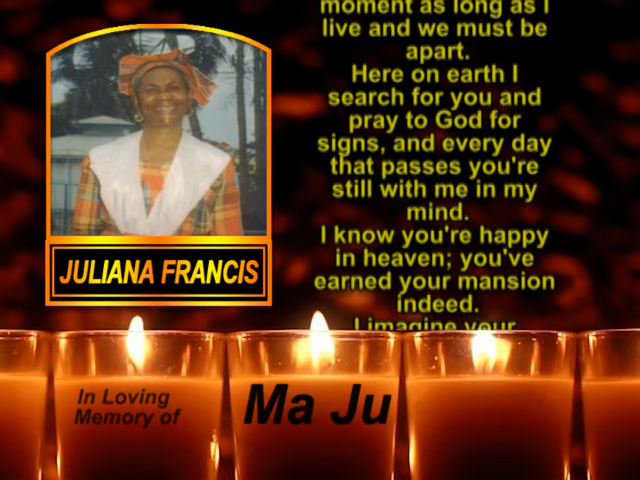 moment as long as I
live and we must be
apart.
Here on earth I
search for you and
pray to God for
signs, and every day
that passes you're
still with me in my
mind.
I know you're happy
in heaven; you've
earned your mansion
indeed.
I imagine your
JULIANA FRANCIS
In Loving
Memory of
Ma Ju